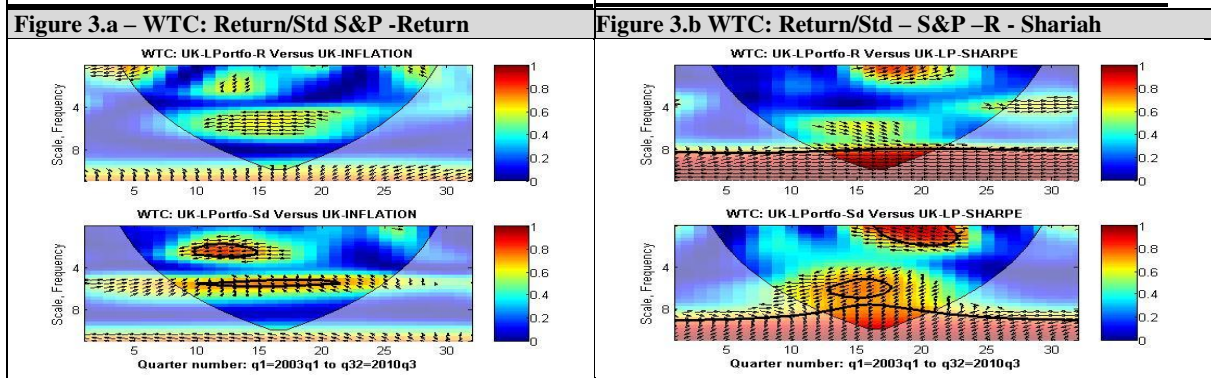 Figure 3.a – WTC: Return/Std S&P -Return
Figure 3.b WTC: Return/Std – S&P –R - Shariah
WTC: UK-LPortfo-R Versus UK-INFLATION
Scale, Frequency
4
8
5 10 15 20 25 30
1
0.8
0.6
0.4
0.2
0
WTC: UK-LPortfo-Sd Versus UK-INFLATION
Scale, Frequency
4
8
5 10 15 20 25 30
1
0.8
0.6
0.4
0.2
0
Quarter number: q1=2003q1 to q32=2010q3
WTC: UK-LPortfo-R Versus UK-LP-SHARPE
Scale, Frequency
4
8
5 10 15 20 25 30
1
0.8
0.6
0.4
0.2
0
WTC: UK-LPortfo-Sd Versus UK-LP-SHARPE
Scale, Frequency
4
8
5 10 15 20 25 30
1
0.8
0.6
0.4
0.2
0
Quarter number: q1=2003q1 to q32=2010q3